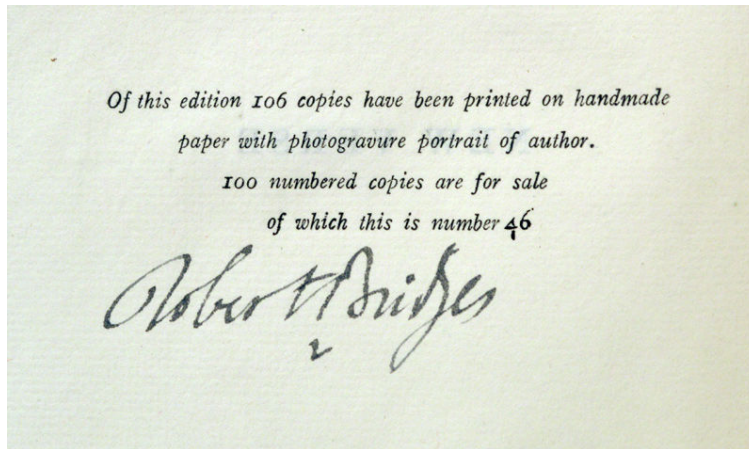 Of this edition 106 copies have been printed on handmade
paper with photogravure portrait of author.
100 numbered copies are for sale
of which this is number 46
Robert Bridges